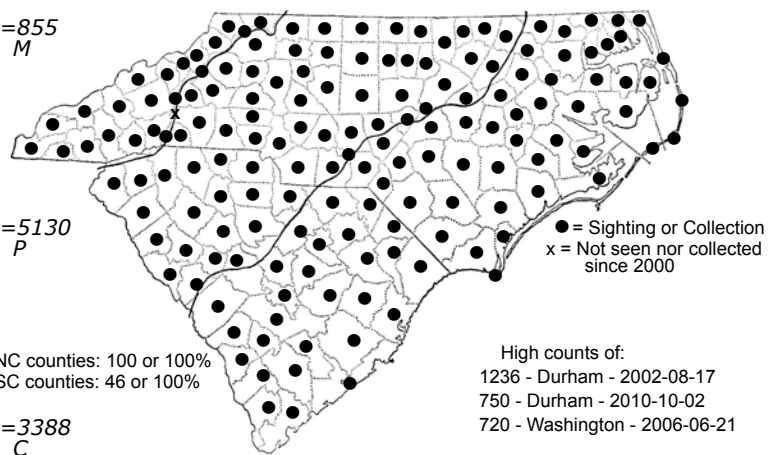 =855
M
=5130
P
● = Sighting or Collection
x = Not seen nor collected
since 2000
x
NC counties: 100 or 100%
SC counties: 46 or 100%
High counts of:
1236 - Durham - 2002-08-17
750 - Durham - 2010-10-02
720 - Washington - 2006-06-21
=3388
C